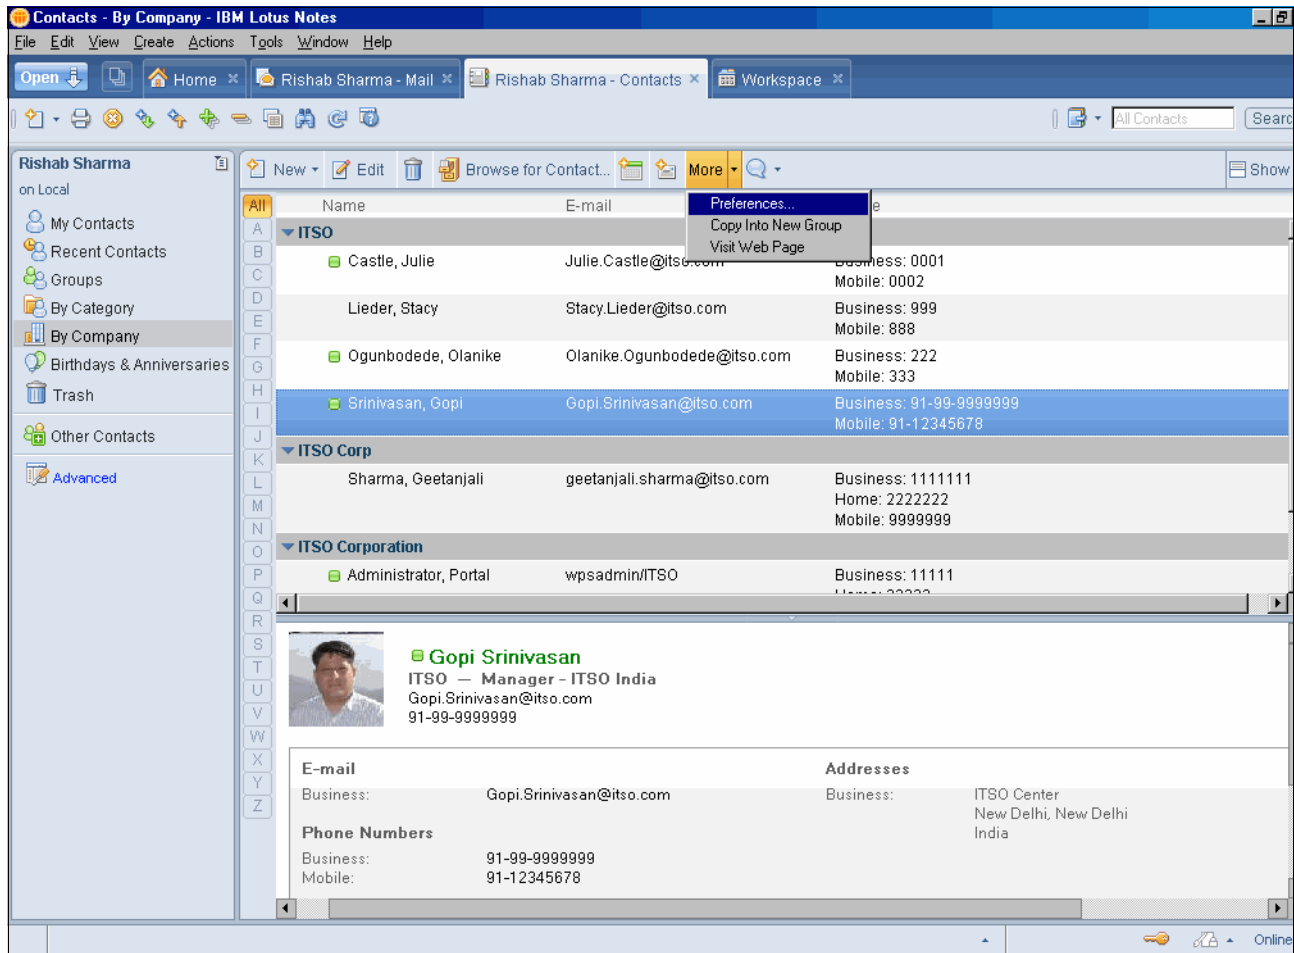 Contacts - By Company - IBM Lotus Notes
File Edit View Create Actions Tools Window Help
Open Home Rishab Sharma - Mail Rishab Sharma - Contacts Workspace
All Contacts Searc
Rishab Sharma
on Local
My Contacts
Recent Contacts
Groups
By Category
By Company
Birthdays & Anniversaries
Trash
Other Contacts
Advanced
New Edit Browse for Contact... More Show
Preferences...
Copy Into New Group
Visit Web Page
All
A
B
C
D
E
F
G
H
I
J
K
L
M
N
O
P
Q
R
S
T
U
V
W
X
Y
Z
Name E-mail e
ITSO
Castle, Julie Julie.Castle@itso.com Business: 0001
Mobile: 0002
Lieder, Stacy Stacy.Lieder@itso.com Business: 999
Mobile: 888
Ogunbodede, Olanike Olanike.Ogunbodede@itso.com Business: 222
Mobile: 333
Srinivasan, Gopi Gopi.Srinivasan@itso.com Business: 91-99-9999999
Mobile: 91-12345678
ITSO Corp
Sharma, Geetanjali geetanjali.sharma@itso.com Business: 1111111
Home: 2222222
Mobile: 9999999
ITSO Corporation
Administrator, Portal wpsadmin/ITSO Business: 11111
Gopi Srinivasan
ITSO — Manager - ITSO India
Gopi.Srinivasan@itso.com
91-99-9999999
E-mail Addresses
Business: Gopi.Srinivasan@itso.com Business: ITSO Center
New Delhi, New Delhi
India
Phone Numbers
Business: 91-99-9999999
Mobile: 91-12345678
Online